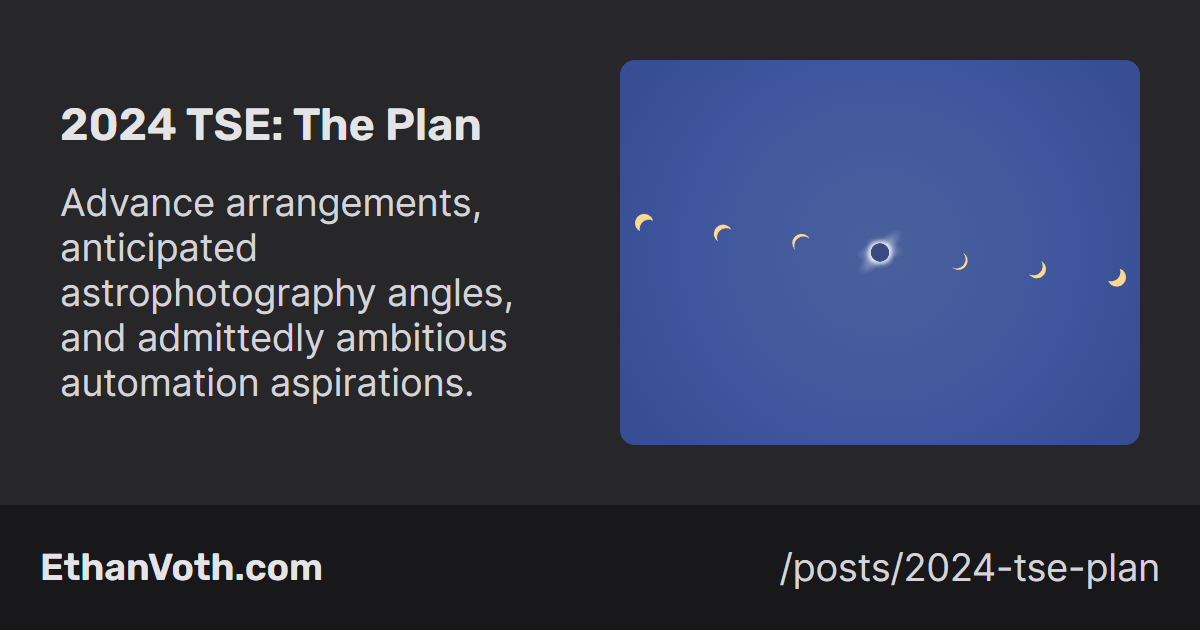 2024 TSE: The Plan
Advance arrangements,
anticipated
astrophotography angles,
and admittedly ambitious
automation aspirations.
EthanVoth.com
/posts/2024-tse-plan